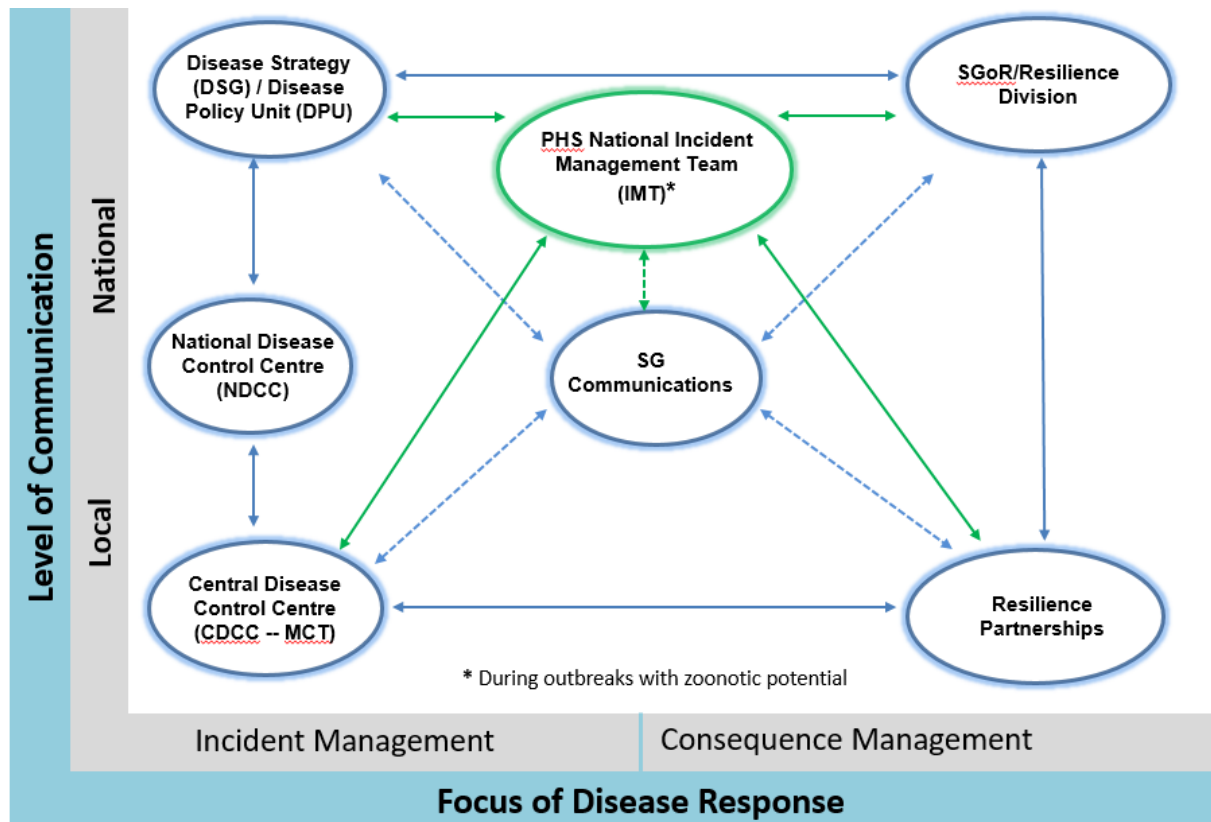 Level of Communication
National
Local
Disease Strategy
(DSG) / Disease
Policy Unit (DPU)
SGoR/Resilience
Division
PHS National Incident
Management Team
(IMT)*
National Disease
Control Centre
(NDCC)
SG
Communications
Central Disease
Control Centre
(CDCC -- MCT)
Resilience
Partnerships
* During outbreaks with zoonotic potential
Incident Management
Consequence Management
Focus of Disease Response